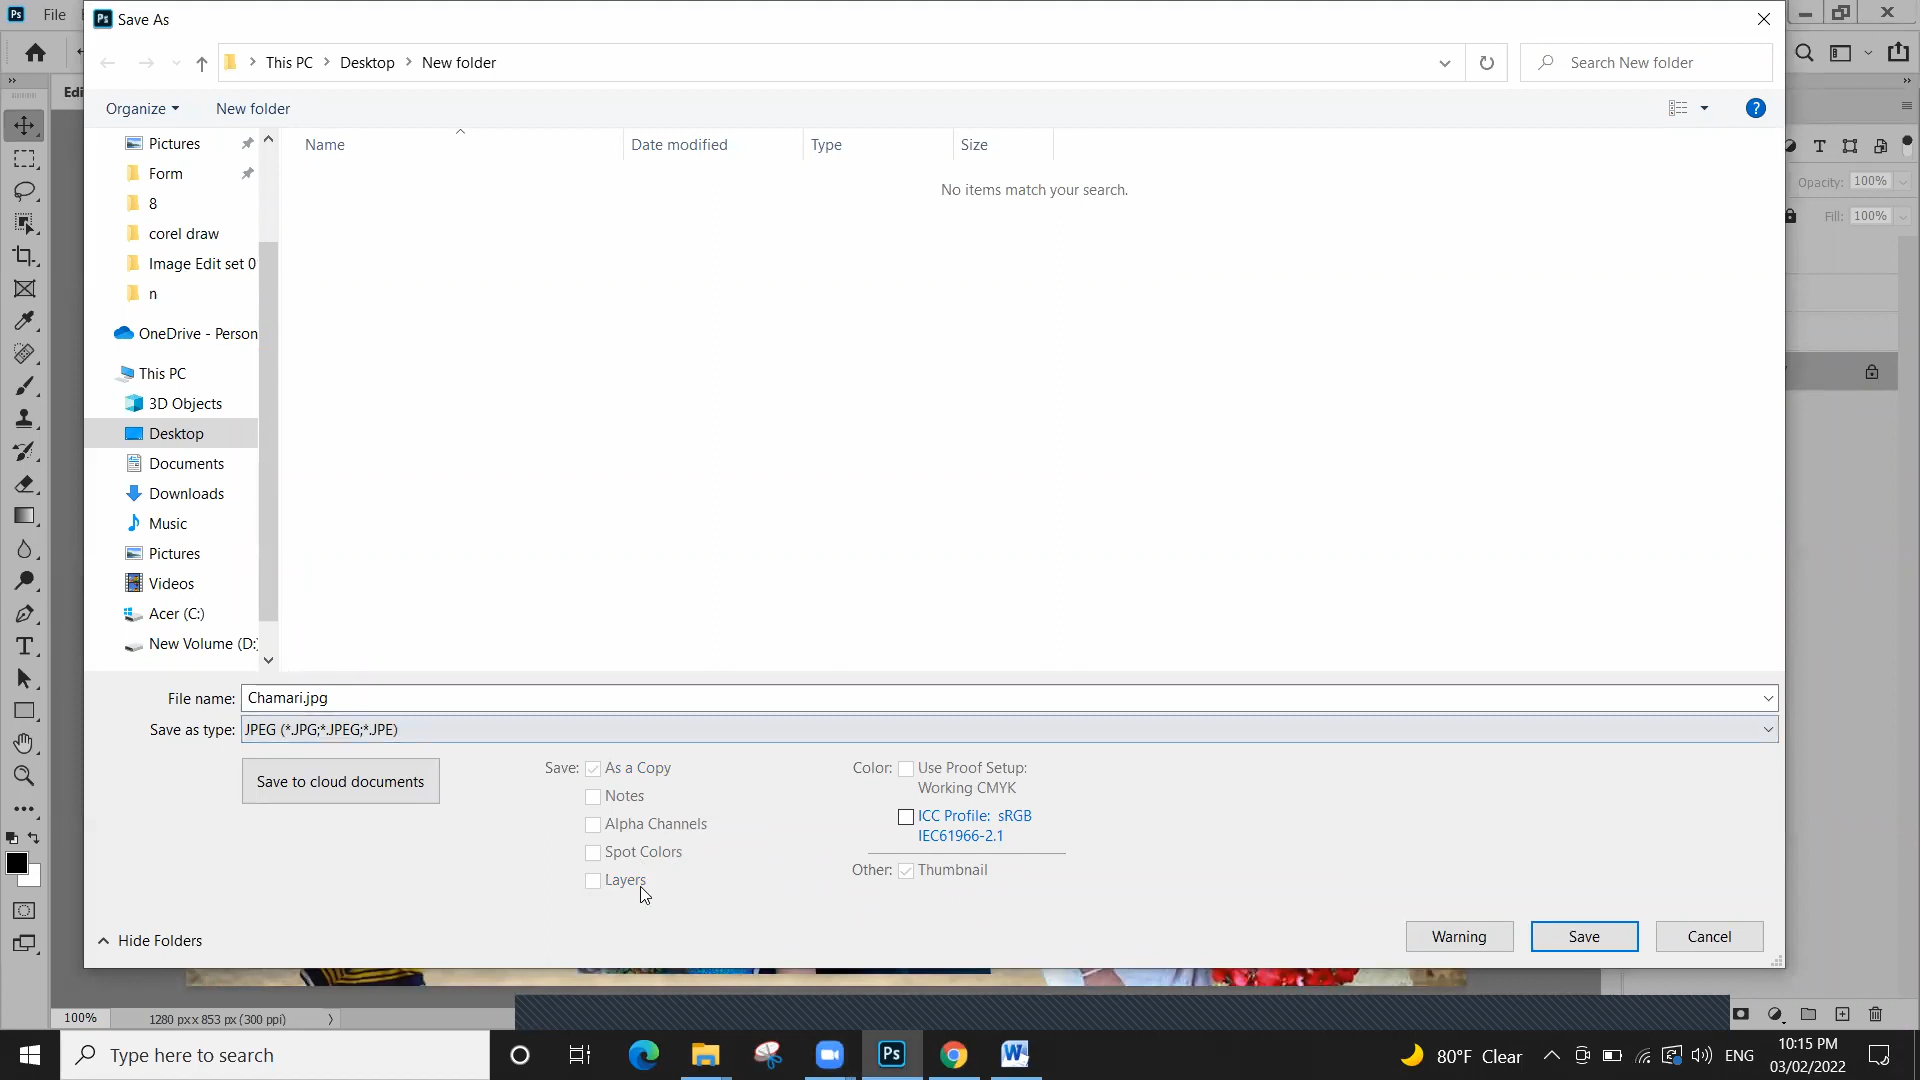 Ps Save As
Ps File
This PC > Desktop > New folder
Search New folder
Organize New folder
Edi
Name Date modified Type Size
No items match your search.
Pictures
Form
8
corel draw
Image Edit set 0
n
OneDrive - Person
This PC
3D Objects
Desktop
Documents
Downloads
Music
Pictures
Videos
Acer (C:)
New Volume (D:)
Opacity: 100%
Fill: 100%
File name: Chamari.jpg
Save as type: JPEG (*.JPG;*.JPEG;*.JPE)
Save to cloud documents
Save: As a Copy
Notes
Alpha Channels
Spot Colors
Layers
Color: Use Proof Setup:
Working CMYK
ICC Profile: sRGB
IEC61966-2.1
Other: Thumbnail
Hide Folders
Warning Save Cancel
100% 1280 px x 853 px (300 ppi)
Type here to search
Ps
W
80°F Clear
ENG
10:15 PM
03/02/2022